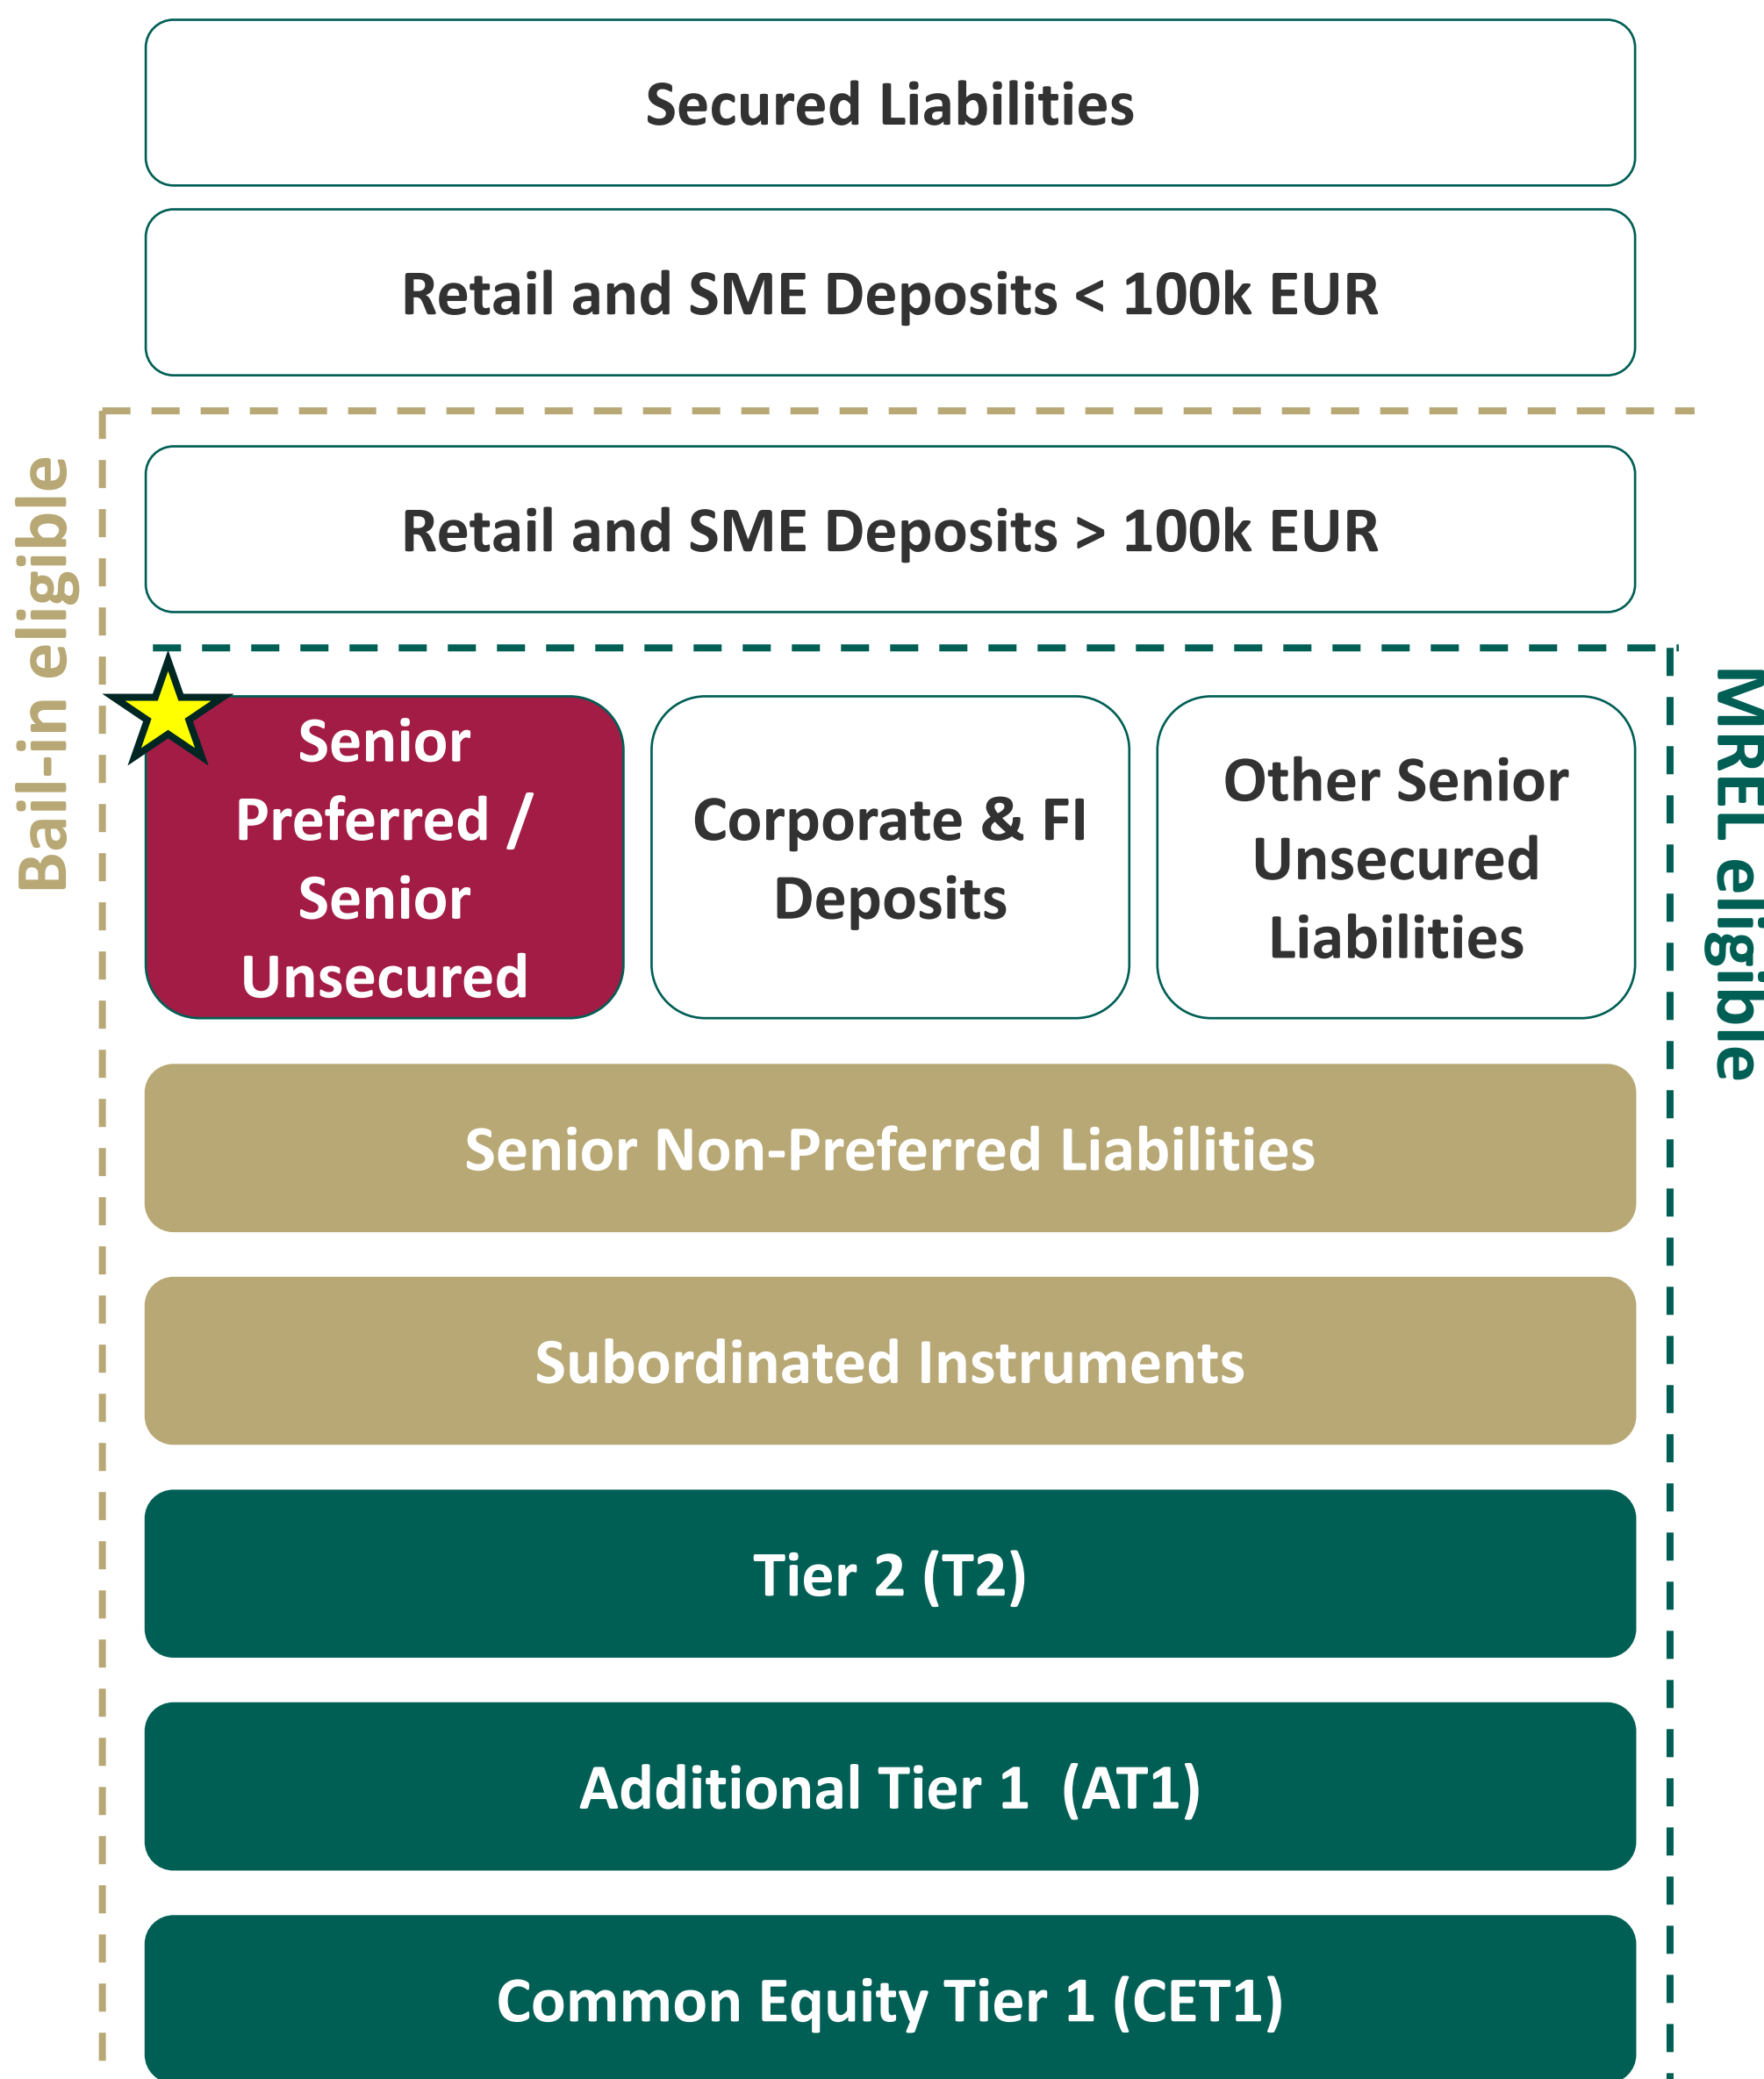 Secured Liabilities
Retail and SME Deposits < 100k EUR
Bail-in eligible
Retail and SME Deposits > 100k EUR
MREL eligible
Senior
Preferred /
Senior
Unsecured
Corporate & FI
Deposits
Other Senior
Unsecured
Liabilities
Senior Non-Preferred Liabilities
Subordinated Instruments
Tier 2 (T2)
Additional Tier 1  (AT1)
Common Equity Tier 1 (CET1)